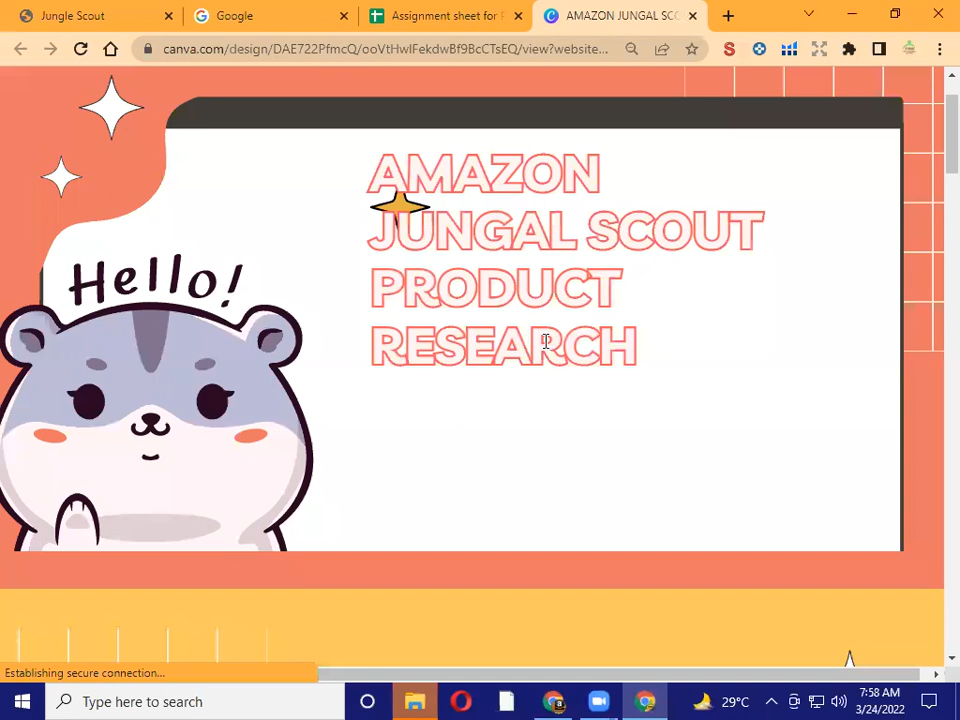 Jungle Scout
Google
Assignment sheet for F
AMAZON JUNGAL SCO
canva.com/design/DAE722PfmcQ/ooVtHwIFekdwBf9BcCTsEQ/view?website...
Hello!
AMAZON
JUNGAL SCOUT
PRODUCT
RESEARCH
Establishing secure connection...
Type here to search
29°C
7:58 AM
3/24/2022